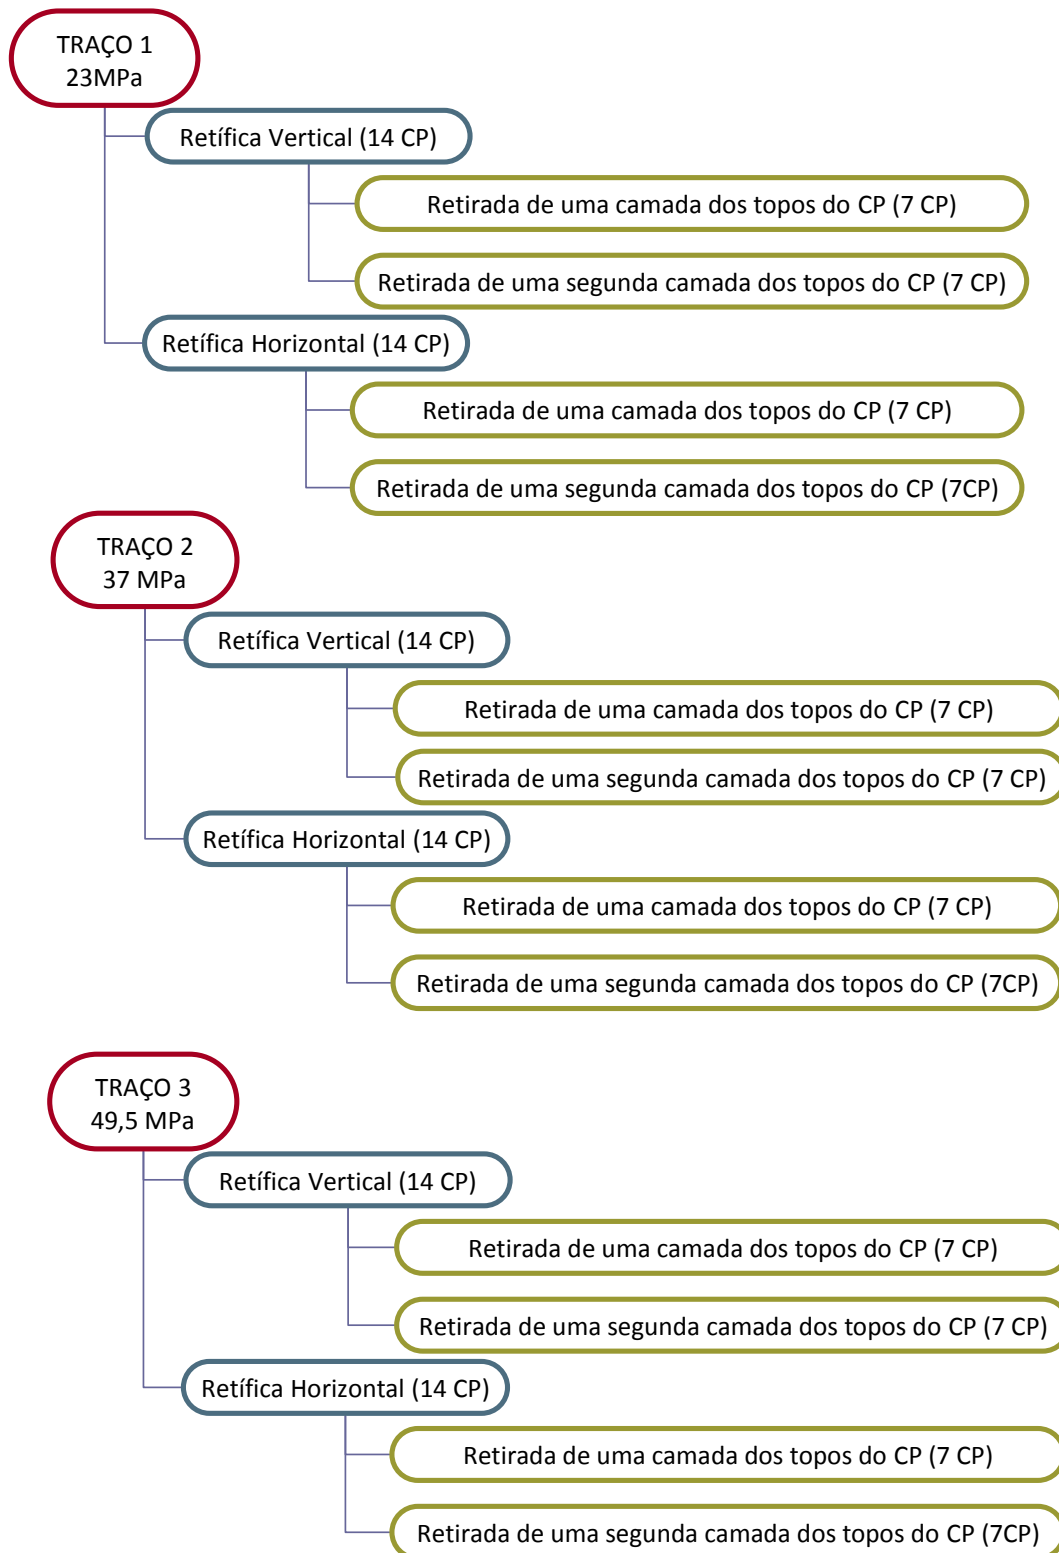 TRAÇO 1
23MPa
Retífica Vertical (14 CP)
Retirada de uma camada dos topos do CP (7 CP)
Retirada de uma segunda camada dos topos do CP (7 CP)
Retífica Horizontal (14 CP)
Retirada de uma camada dos topos do CP (7 CP)
Retirada de uma segunda camada dos topos do CP (7CP)
TRAÇO 2
37 MPa
Retífica Vertical (14 CP)
Retirada de uma camada dos topos do CP (7 CP)
Retirada de uma segunda camada dos topos do CP (7 CP)
Retífica Horizontal (14 CP)
Retirada de uma camada dos topos do CP (7 CP)
Retirada de uma segunda camada dos topos do CP (7CP)
TRAÇO 3
49,5 MPa
Retífica Vertical (14 CP)
Retirada de uma camada dos topos do CP (7 CP)
Retirada de uma segunda camada dos topos do CP (7 CP)
Retífica Horizontal (14 CP)
Retirada de uma camada dos topos do CP (7 CP)
Retirada de uma segunda camada dos topos do CP (7CP)